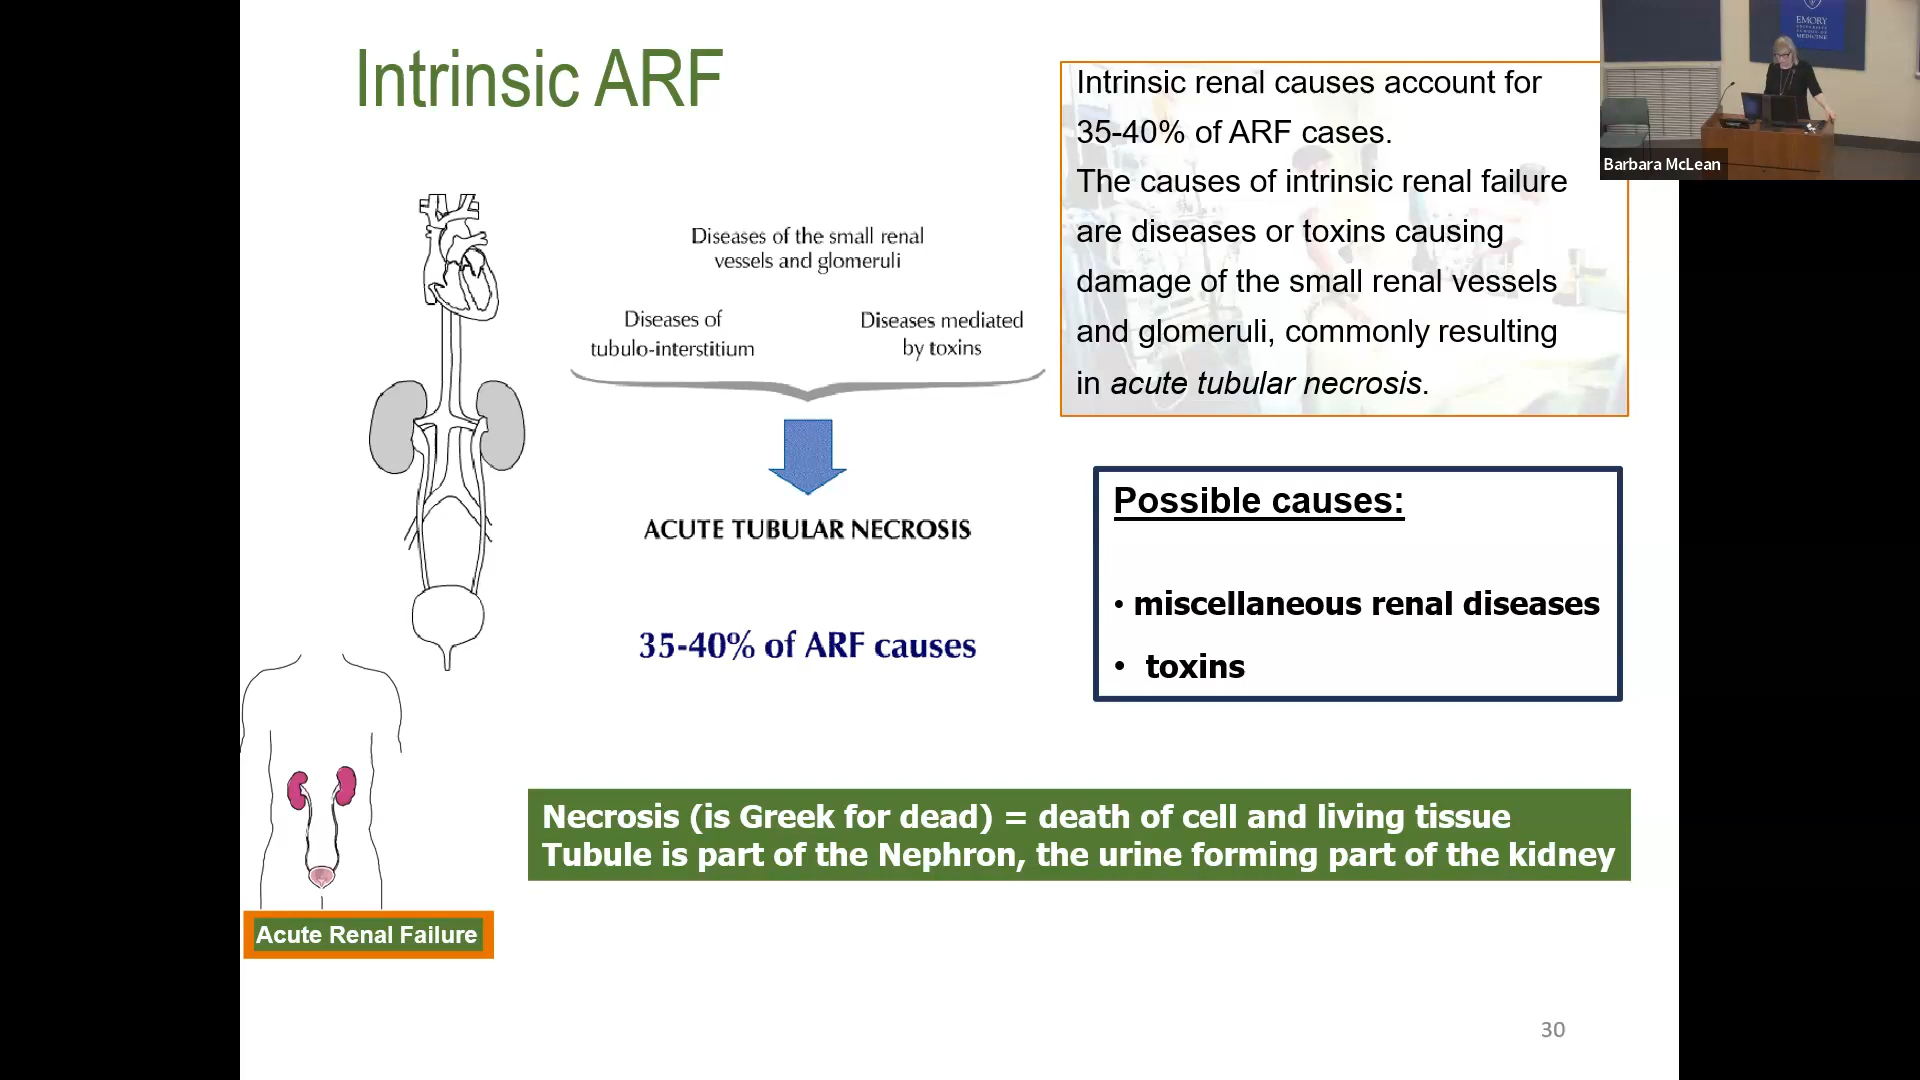 Intrinsic ARF
Intrinsic renal causes account for
35-40% of ARF cases.
The causes of intrinsic renal failure
are diseases or toxins causing
damage of the small renal vessels
and glomeruli, commonly resulting
in acute tubular necrosis.
EMORY
Barbara McLean
Diseases of the small renal
vessels and glomeruli
Diseases of
tubulo-interstitium
Diseases mediated
by toxins
ACUTE TUBULAR NECROSIS
35-40% of ARF causes
Possible causes:
• miscellaneous renal diseases
• toxins
Necrosis (is Greek for dead) = death of cell and living tissue
Tubule is part of the Nephron, the urine forming part of the kidney
Acute Renal Failure
30